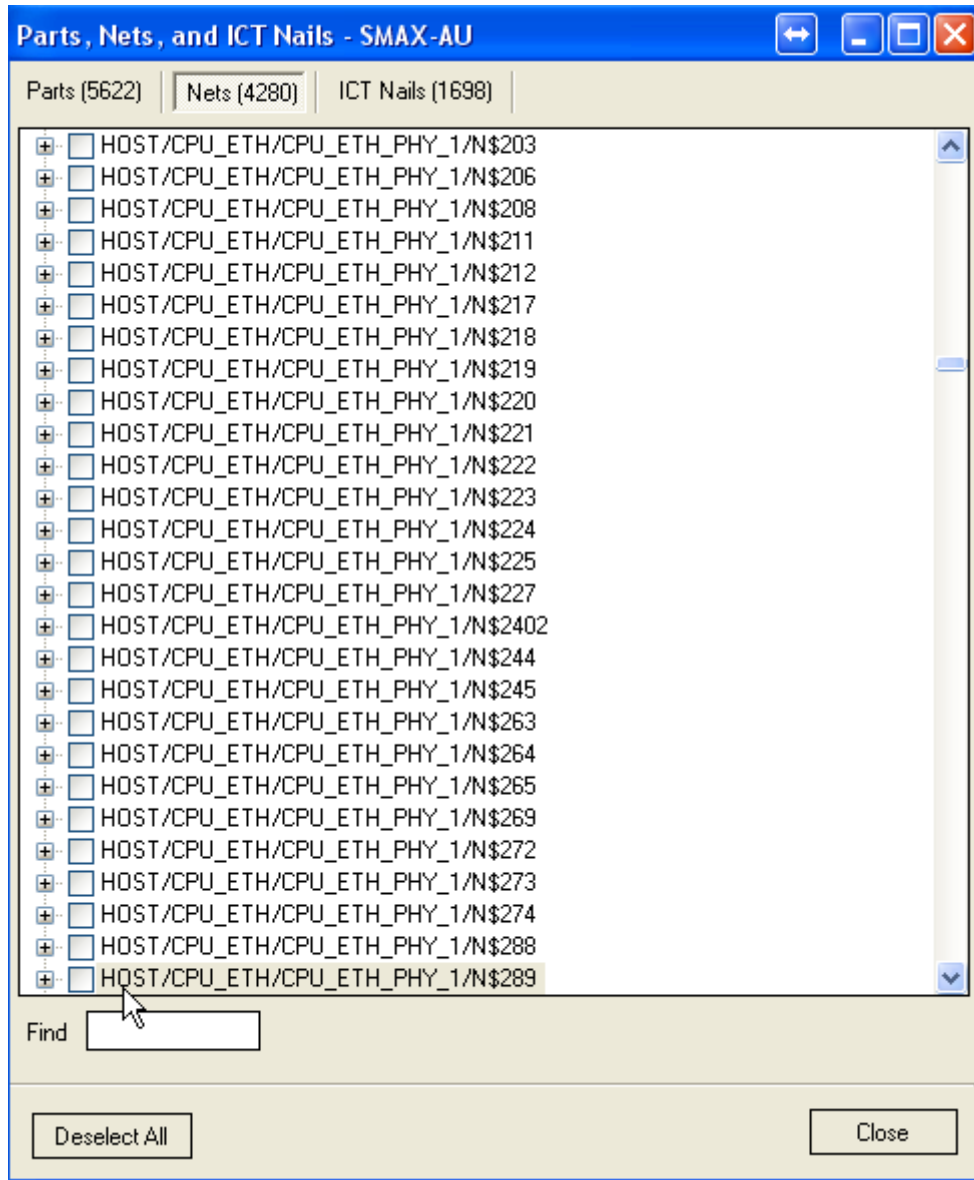 Parts, Nets, and ICT Nails - SMAX-AU
Parts (5622) Nets (4280) ICT Nails (1698)
HOST/CPU_ETH/CPU_ETH_PHY_1/N$203
HOST/CPU_ETH/CPU_ETH_PHY_1/N$206
HOST/CPU_ETH/CPU_ETH_PHY_1/N$208
HOST/CPU_ETH/CPU_ETH_PHY_1/N$211
HOST/CPU_ETH/CPU_ETH_PHY_1/N$212
HOST/CPU_ETH/CPU_ETH_PHY_1/N$217
HOST/CPU_ETH/CPU_ETH_PHY_1/N$218
HOST/CPU_ETH/CPU_ETH_PHY_1/N$219
HOST/CPU_ETH/CPU_ETH_PHY_1/N$220
HOST/CPU_ETH/CPU_ETH_PHY_1/N$221
HOST/CPU_ETH/CPU_ETH_PHY_1/N$222
HOST/CPU_ETH/CPU_ETH_PHY_1/N$223
HOST/CPU_ETH/CPU_ETH_PHY_1/N$224
HOST/CPU_ETH/CPU_ETH_PHY_1/N$225
HOST/CPU_ETH/CPU_ETH_PHY_1/N$227
HOST/CPU_ETH/CPU_ETH_PHY_1/N$2402
HOST/CPU_ETH/CPU_ETH_PHY_1/N$244
HOST/CPU_ETH/CPU_ETH_PHY_1/N$245
HOST/CPU_ETH/CPU_ETH_PHY_1/N$263
HOST/CPU_ETH/CPU_ETH_PHY_1/N$264
HOST/CPU_ETH/CPU_ETH_PHY_1/N$265
HOST/CPU_ETH/CPU_ETH_PHY_1/N$269
HOST/CPU_ETH/CPU_ETH_PHY_1/N$272
HOST/CPU_ETH/CPU_ETH_PHY_1/N$273
HOST/CPU_ETH/CPU_ETH_PHY_1/N$274
HOST/CPU_ETH/CPU_ETH_PHY_1/N$288
HOST/CPU_ETH/CPU_ETH_PHY_1/N$289
Find
Deselect All Close